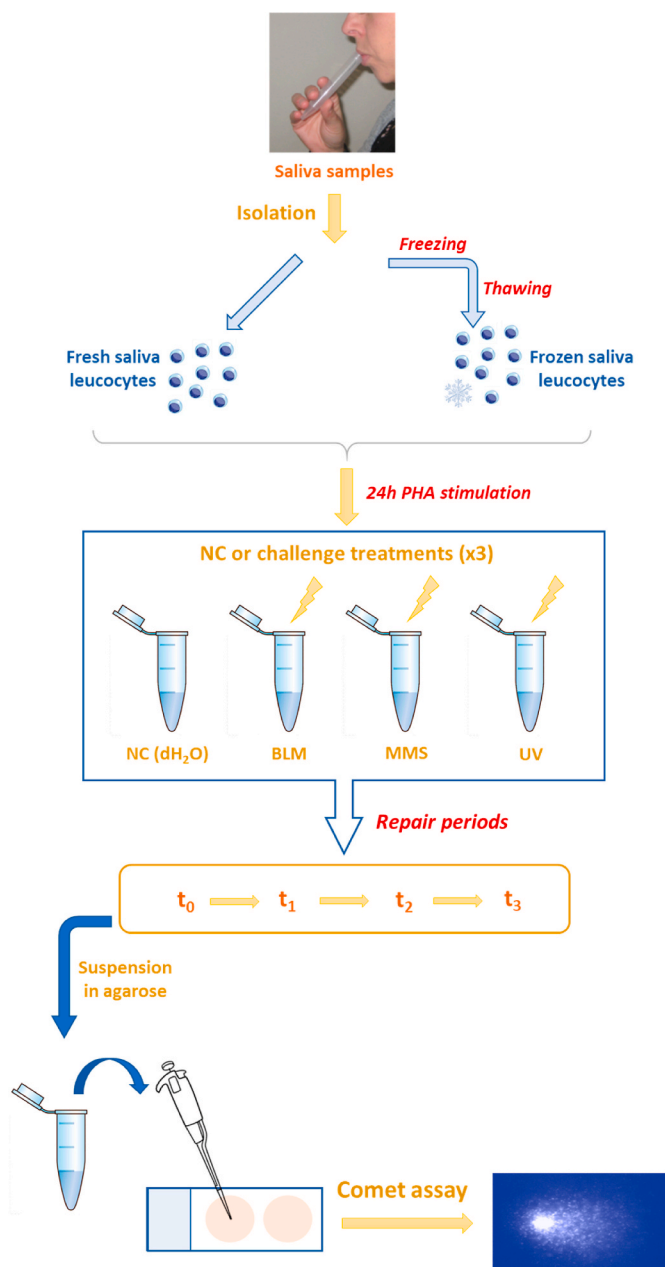 Saliva samples
Isolation
Freezing
Thawing
Fresh saliva
leucocytes
Frozen saliva
leucocytes
24h PHA stimulation
NC or challenge treatments (x3)
NC (dH₂O)
BLM
MMS
UV
Repair periods
t₀
t₁
t₂
t₃
Suspension
in agarose
Comet assay